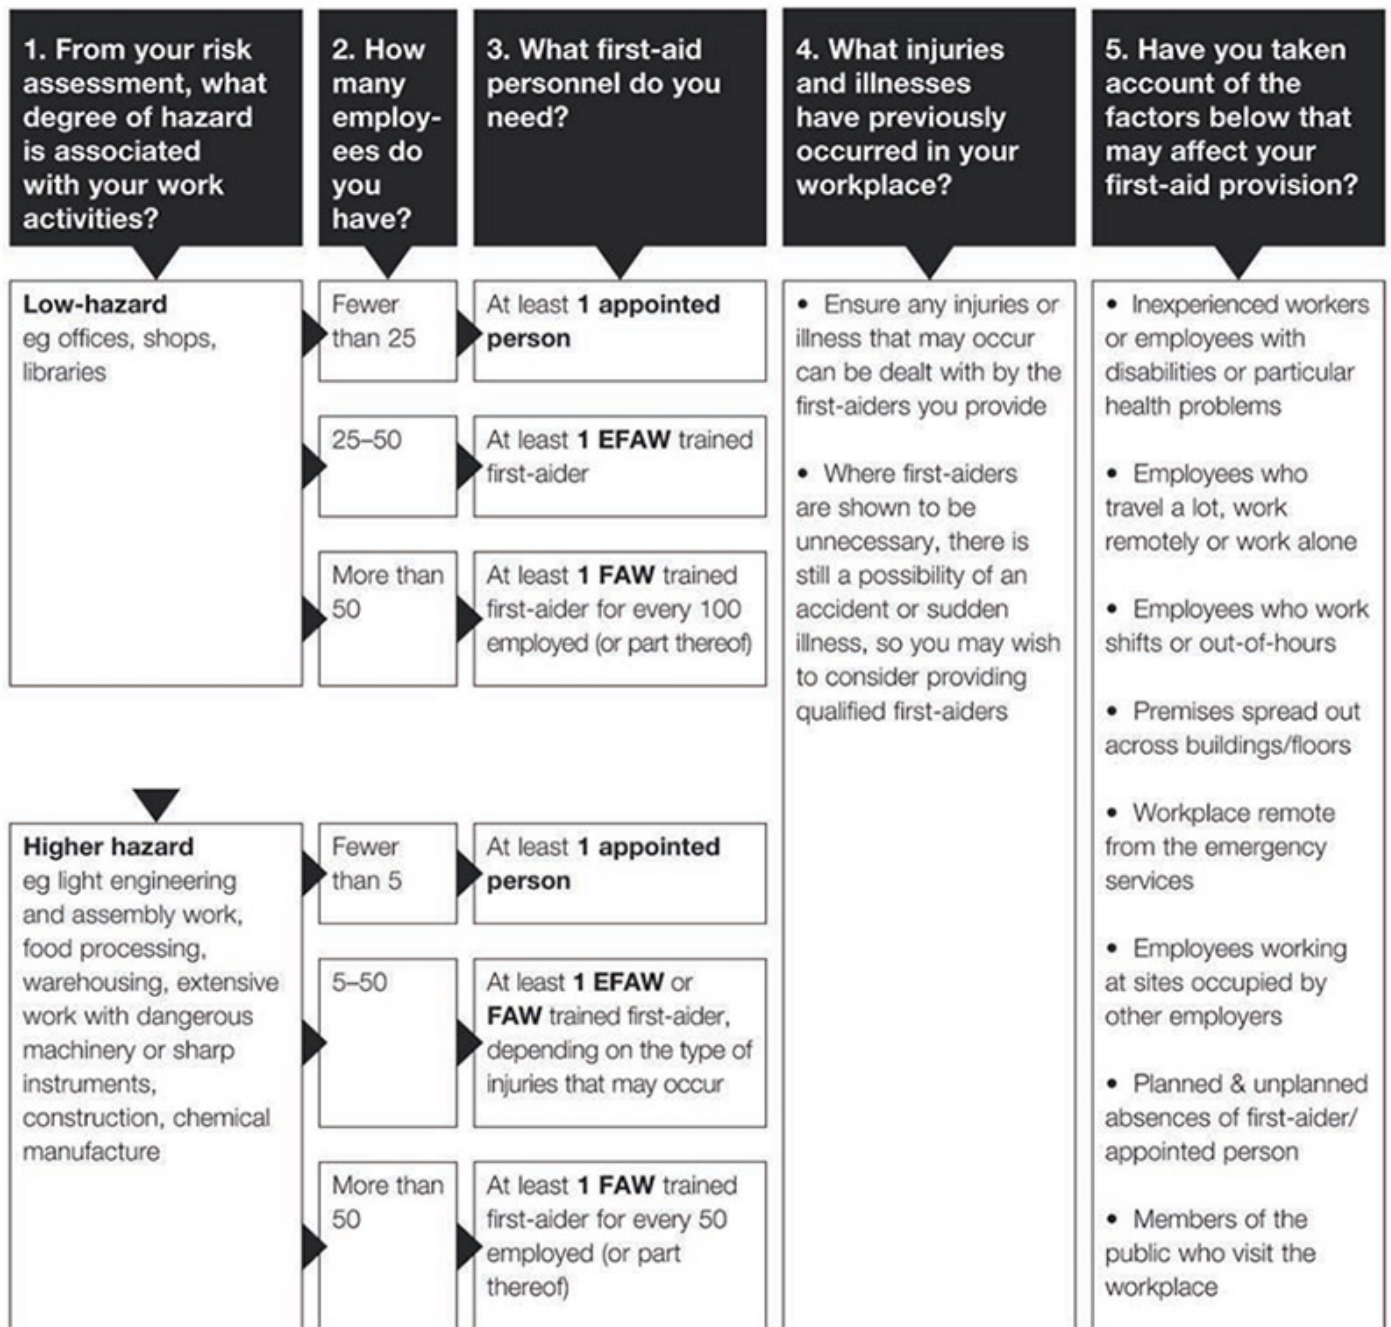 1. From your risk
assessment, what
degree of hazard
is associated
with your work
activities?
2. How
many
employ-
ees do
you
have?
3. What first-aid
personnel do you
need?
4. What injuries
and illnesses
have previously
occurred in your
workplace?
5. Have you taken
account of the
factors below that
may affect your
first-aid provision?
Low-hazard
eg offices, shops,
libraries
Fewer
than 25
At least 1 appointed
person
25–50
At least 1 EFAW trained
first-aider
More than
50
At least 1 FAW trained
first-aider for every 100
employed (or part thereof)
Higher hazard
eg light engineering
and assembly work,
food processing,
warehousing, extensive
work with dangerous
machinery or sharp
instruments,
construction, chemical
manufacture
Fewer
than 5
At least 1 appointed
person
5–50
At least 1 EFAW or
FAW trained first-aider,
depending on the type of
injuries that may occur
More than
50
At least 1 FAW trained
first-aider for every 50
employed (or part
thereof)
• Ensure any injuries or
illness that may occur
can be dealt with by the
first-aiders you provide
• Where first-aiders
are shown to be
unnecessary, there is
still a possibility of an
accident or sudden
illness, so you may wish
to consider providing
qualified first-aiders
• Inexperienced workers
or employees with
disabilities or particular
health problems
• Employees who
travel a lot, work
remotely or work alone
• Employees who work
shifts or out-of-hours
• Premises spread out
across buildings/floors
• Workplace remote
from the emergency
services
• Employees working
at sites occupied by
other employers
• Planned & unplanned
absences of first-aider/
appointed person
• Members of the
public who visit the
workplace